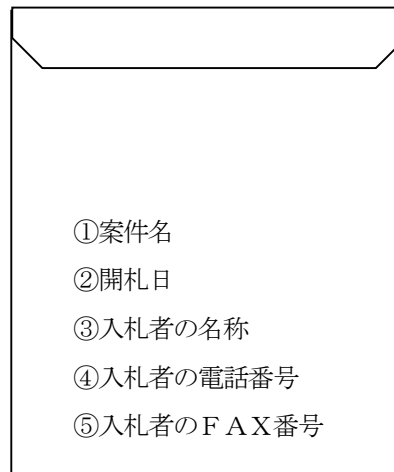 ①案件名
②開札日
③入札者の名称
④入札者の電話番号
⑤入札者のＦＡＸ番号